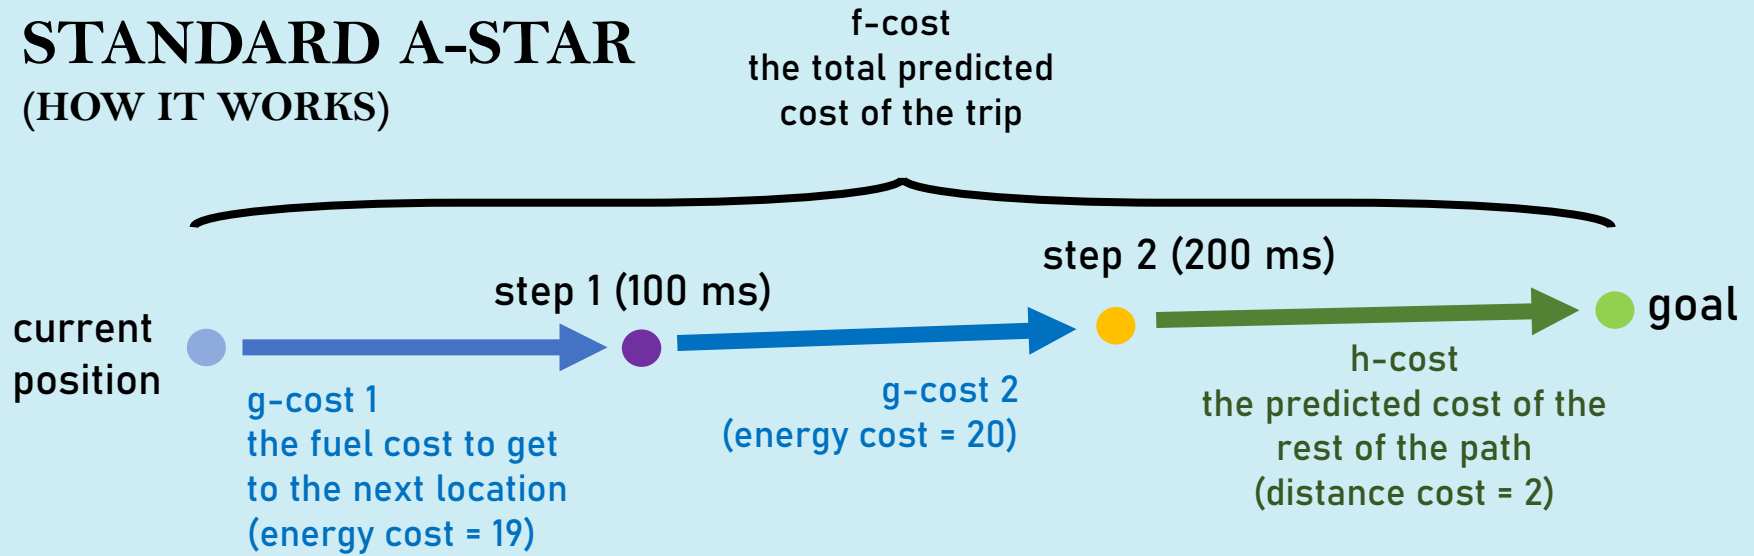 STANDARD A-STAR
(HOW IT WORKS)
f-cost
the total predicted
cost of the trip
current
position
step 1 (100 ms)
step 2 (200 ms)
goal
g-cost 1
the fuel cost to get
to the next location
(energy cost = 19)
g-cost 2
(energy cost = 20)
h-cost
the predicted cost of the
rest of the path
(distance cost = 2)